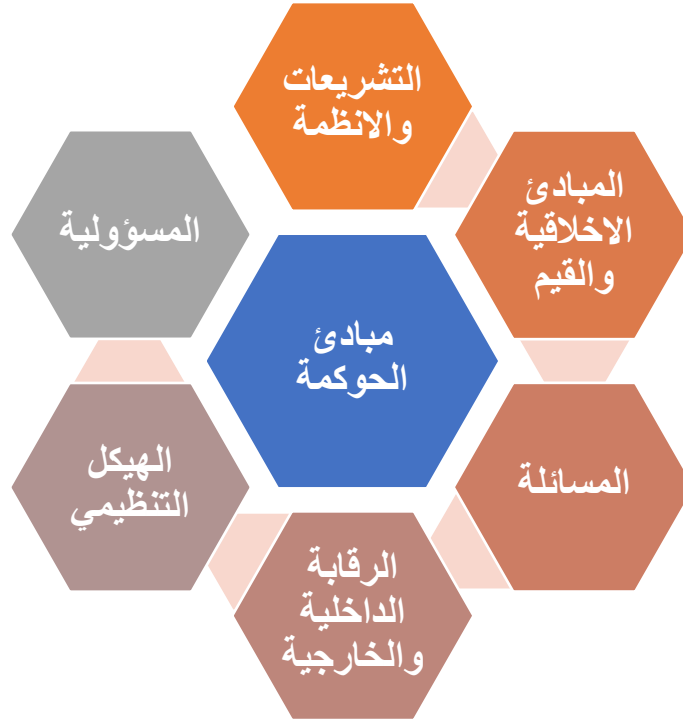 التشريعات
والانظمة
المبادئ
الاخلاقية
والقيم
المسائلة
الرقابة
الداخلية
والخارجية
الهيكل
التنظيمي
المسؤولية
مبادئ
الحوكمة